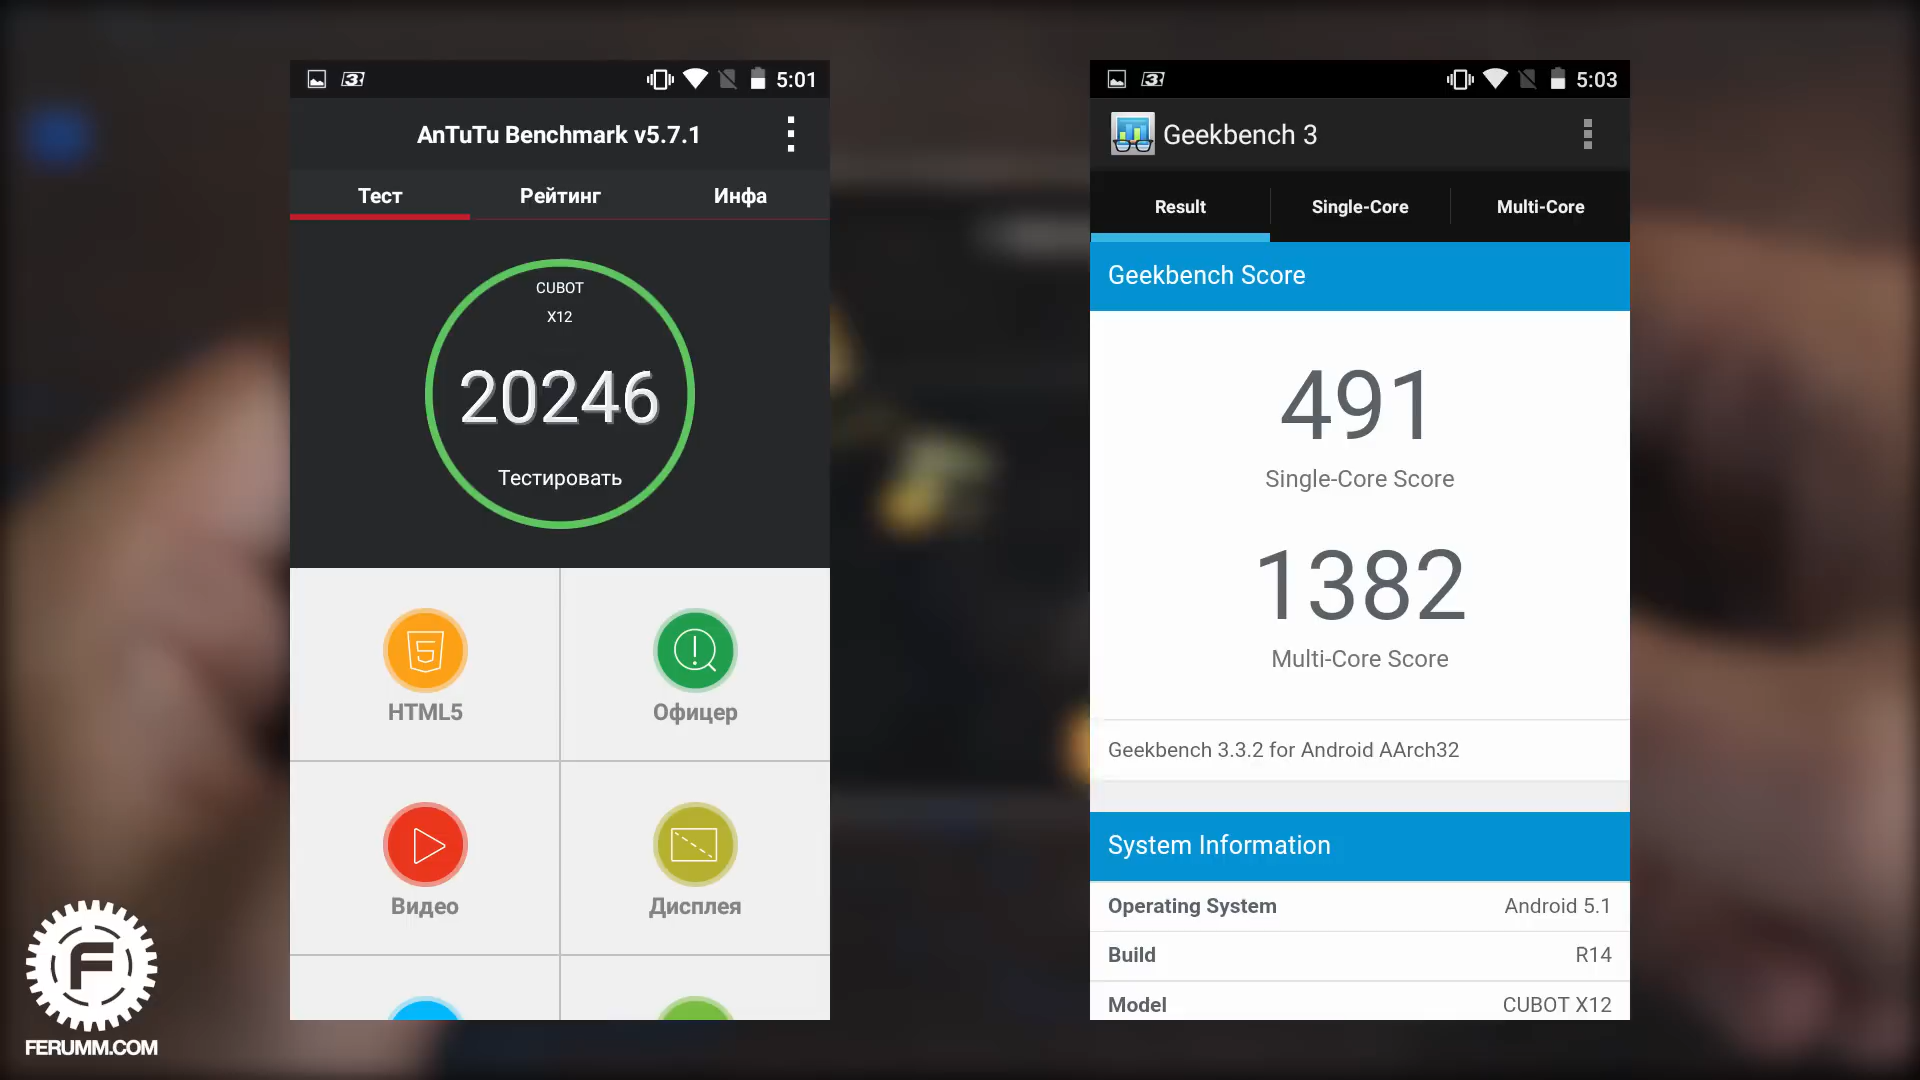 5:01
AnTuTu Benchmark v5.7.1
Тест Рейтинг Инфа
CUBOT
X12
20246
Тестировать
HTML5 Офицер
Видео Дисплея
5:03
Geekbench 3
Result Single-Core Multi-Core
Geekbench Score
491
Single-Core Score
1382
Multi-Core Score
Geekbench 3.3.2 for Android AArch32
System Information
Operating System Android 5.1
Build R14
Model CUBOT X12
FERUMM.COM